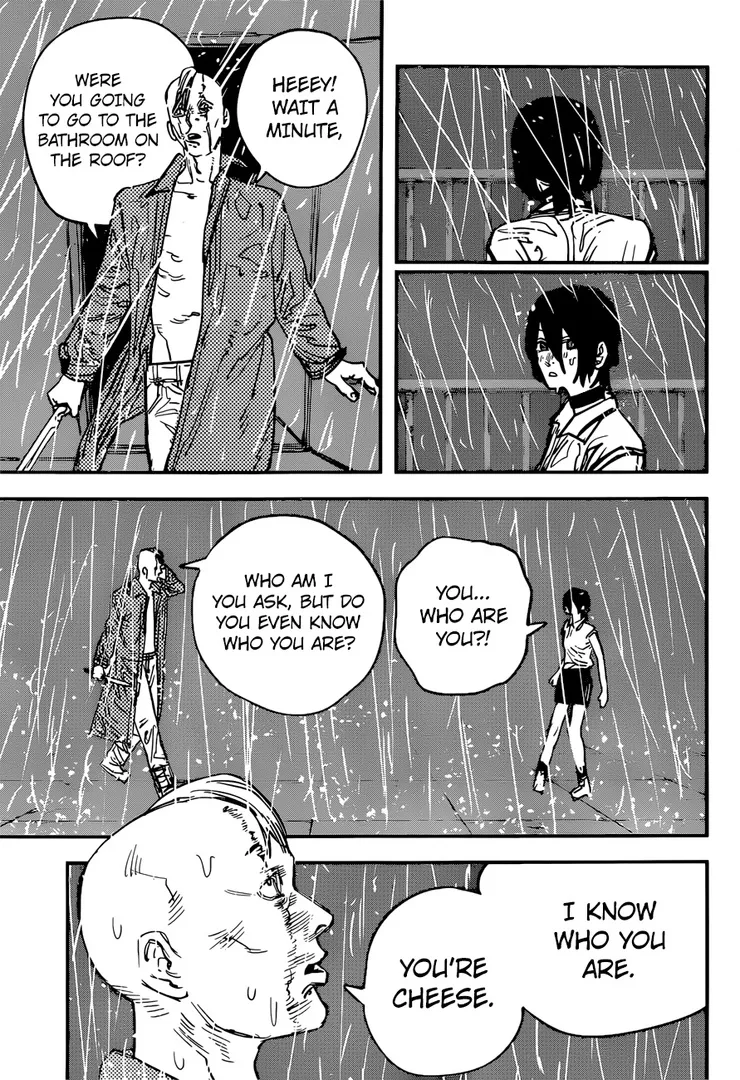 HEEEY!
WAIT A
MINUTE,
WERE
YOU GOING
TO GO TO THE
BATHROOM ON
THE ROOF?
YOU...
WHO ARE
YOU?!
WHO AM I
YOU ASK, BUT DO
YOU EVEN KNOW
WHO YOU ARE?
I KNOW
WHO YOU
ARE.
YOU'RE
CHEESE.